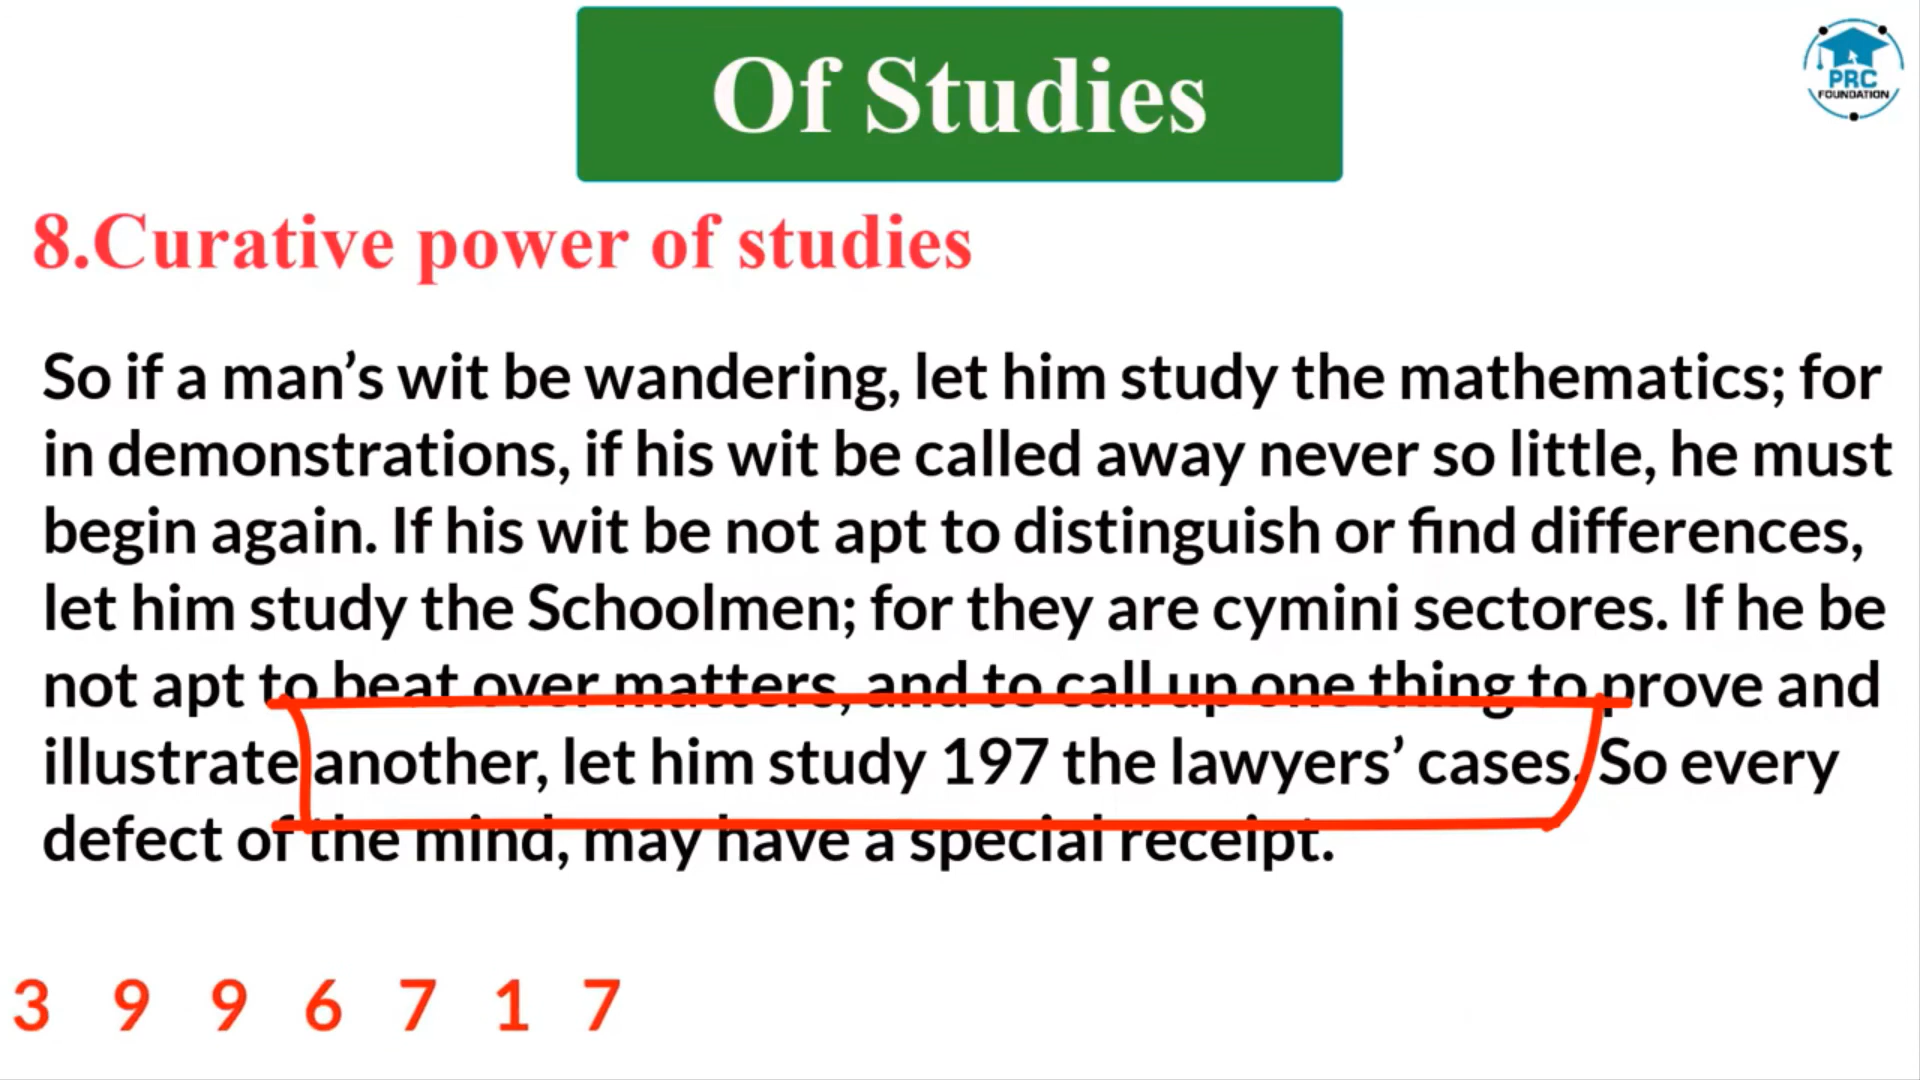 Of Studies
PRC
FOUNDATION
8.Curative power of studies
So if a man’s wit be wandering, let him study the mathematics; for
in demonstrations, if his wit be called away never so little, he must
begin again. If his wit be not apt to distinguish or find differences,
let him study the Schoolmen; for they are cymini sectores. If he be
not apt to beat over matters, and to call up one thing to prove and
illustrate another, let him study 197 the lawyers’ cases. So every
defect of the mind, may have a special receipt.
3 9 9 6 7 1 7